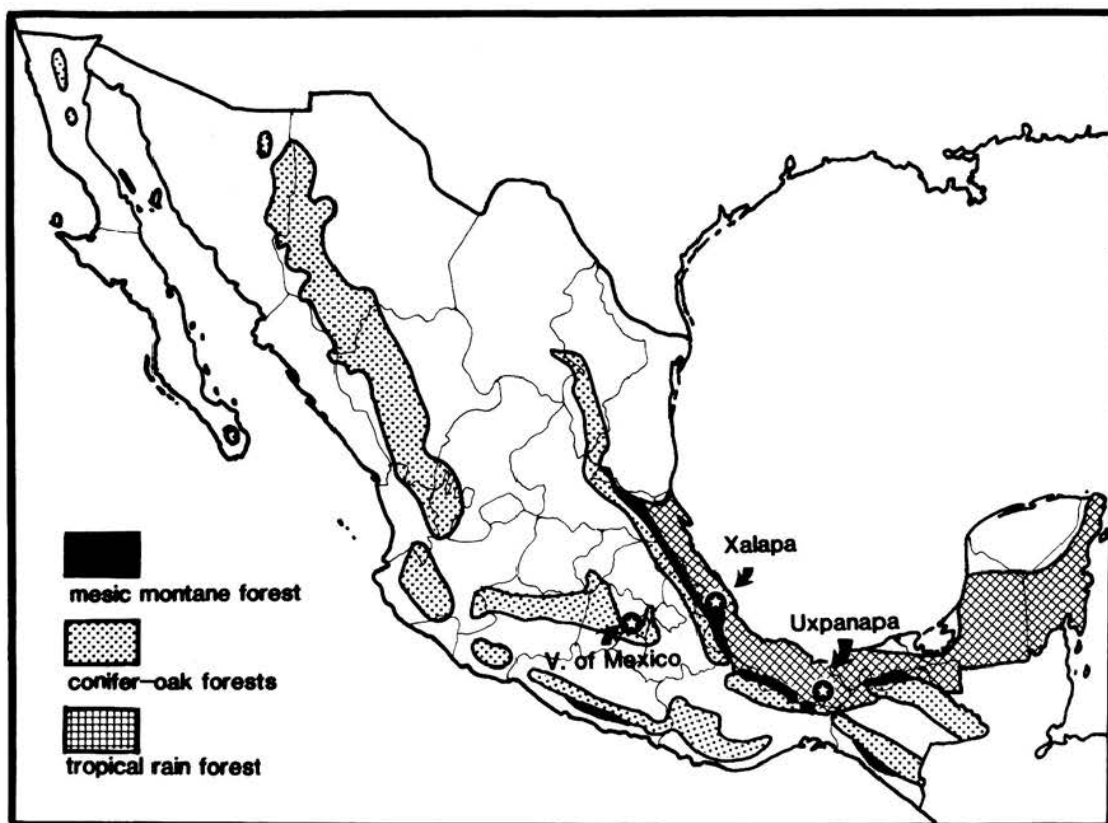 Xalapa
Uxpanapa
V. of Mexico
mesic montane forest
conifer-oak forests
tropical rain forest